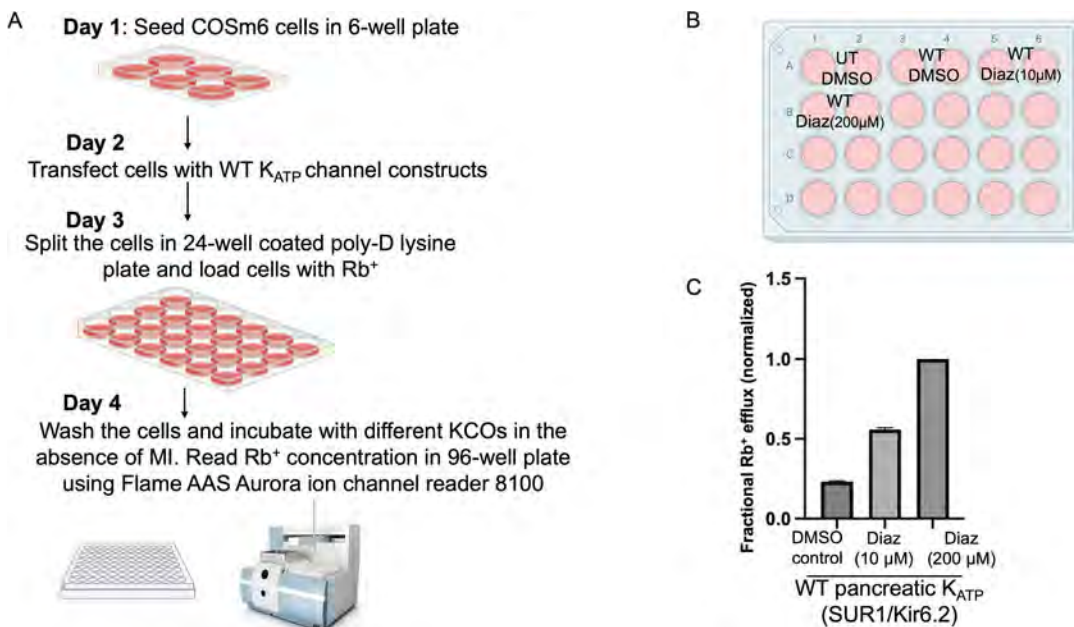 A
Day 1: Seed COSm6 cells in 6-well plate
Day 2
Transfect cells with WT K_ATP channel constructs
Day 3
Split the cells in 24-well coated poly-D lysine
plate and load cells with Rb⁺
Day 4
Wash the cells and incubate with different KCOs in the
absence of MI. Read Rb⁺ concentration in 96-well plate
using Flame AAS Aurora ion channel reader 8100
B
1 2 3 4 5 6
A
UT WT WT
DMSO DMSO Diaz(10µM)
B
WT
Diaz(200µM)
C
D
C
Fractional Rb⁺ efflux (normalized)
1.0
0.5
0.0
DMSO Diaz Diaz
control (10 µM) (200 µM)
WT pancreatic K_ATP
(SUR1/Kir6.2)